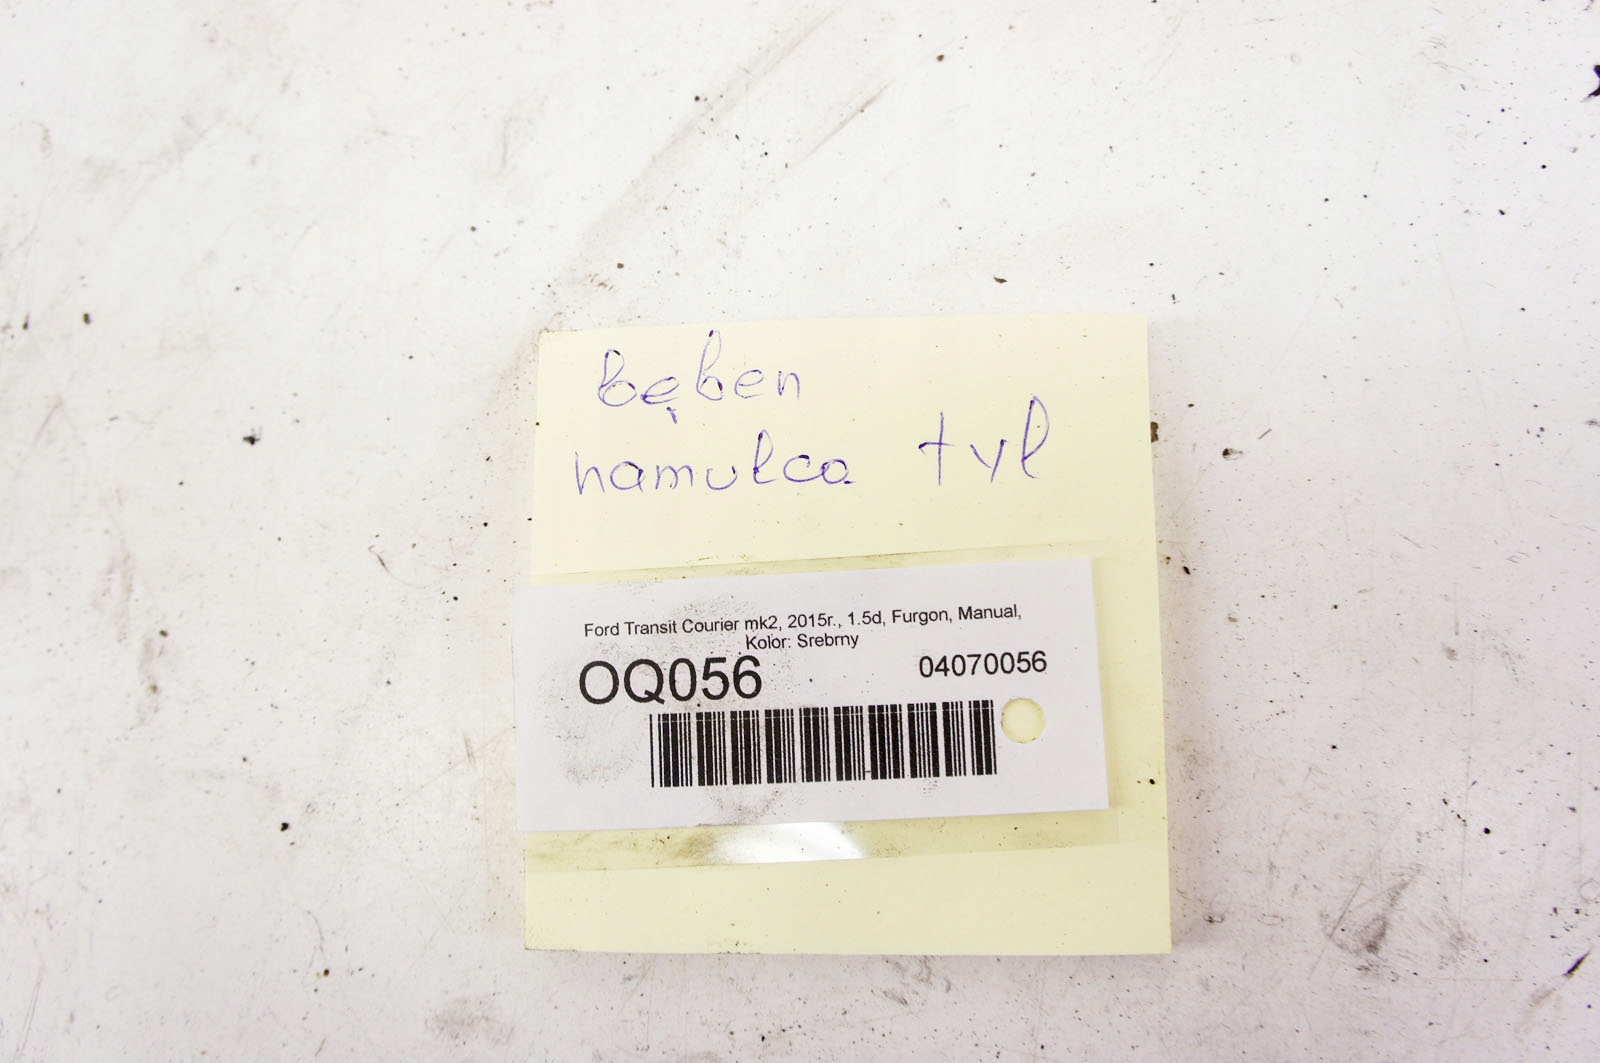 bęben
hamulca tył
Ford Transit Courier mk2, 2015r., 1.5d, Furgon, Manual,
Kolor: Srebrny
OQ056 04070056